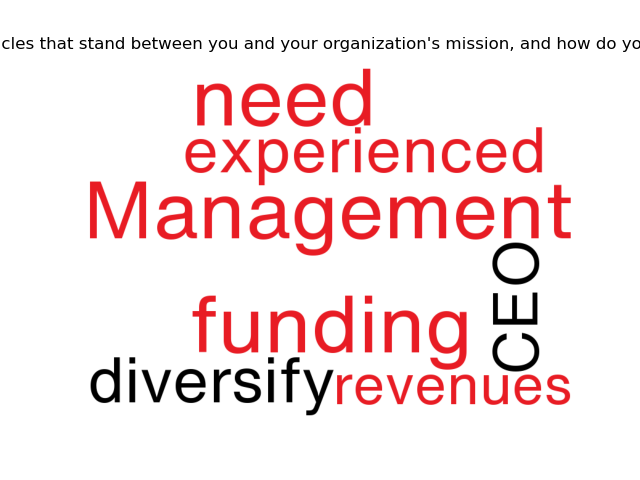 cles that stand between you and your organization's mission, and how do yo
need
experienced
Management
CEO
funding
diversify
revenues